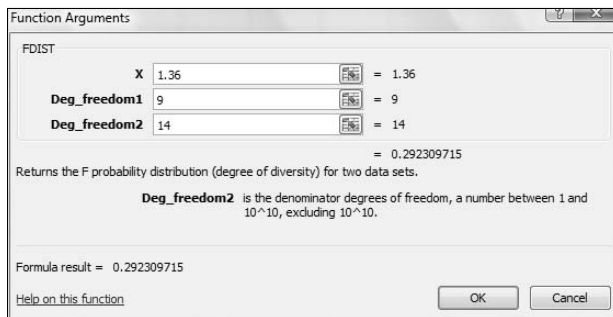 Function Arguments
FDIST
X 1.36 = 1.36
Deg_freedom1 9 = 9
Deg_freedom2 14 = 14
= 0.292309715
Returns the F probability distribution (degree of diversity) for two data sets.
Deg_freedom2 is the denominator degrees of freedom, a number between 1 and
10^10, excluding 10^10.
Formula result = 0.292309715
Help on this function OK Cancel